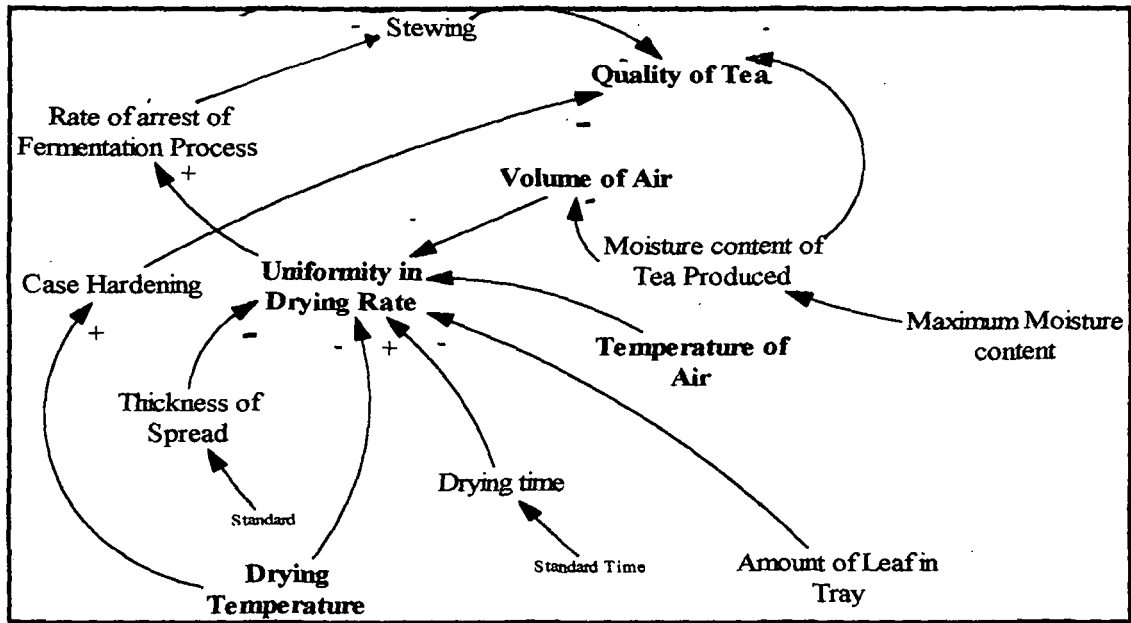 -
Stewing
-
-
Quality of Tea
Rate of arrest of
Fermentation Process
+
-
Volume of Air
-
-
Moisture content of
Tea Produced
Case Hardening
+
Uniformity in
Drying Rate
-
-
+
-
Temperature of
Air
Maximum Moisture
content
Thickness of
Spread
Drying time
Standard
Standard Time
Amount of Leaf in
Tray
Drying
Temperature